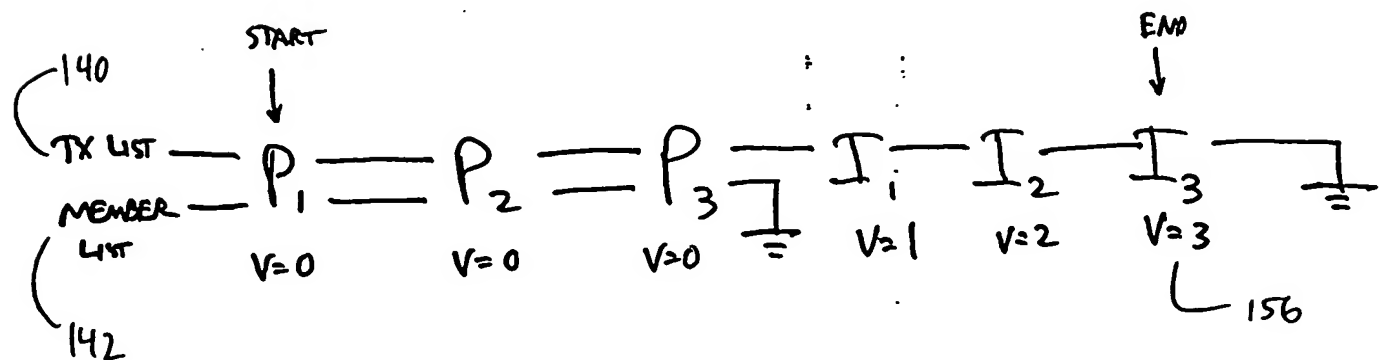 START
END
140
TX LIST P1 P2 P3 I1 I2 I3
MEMBER
LIST
V=0 V=0 V=0 V=1 V=2 V=3
142
156